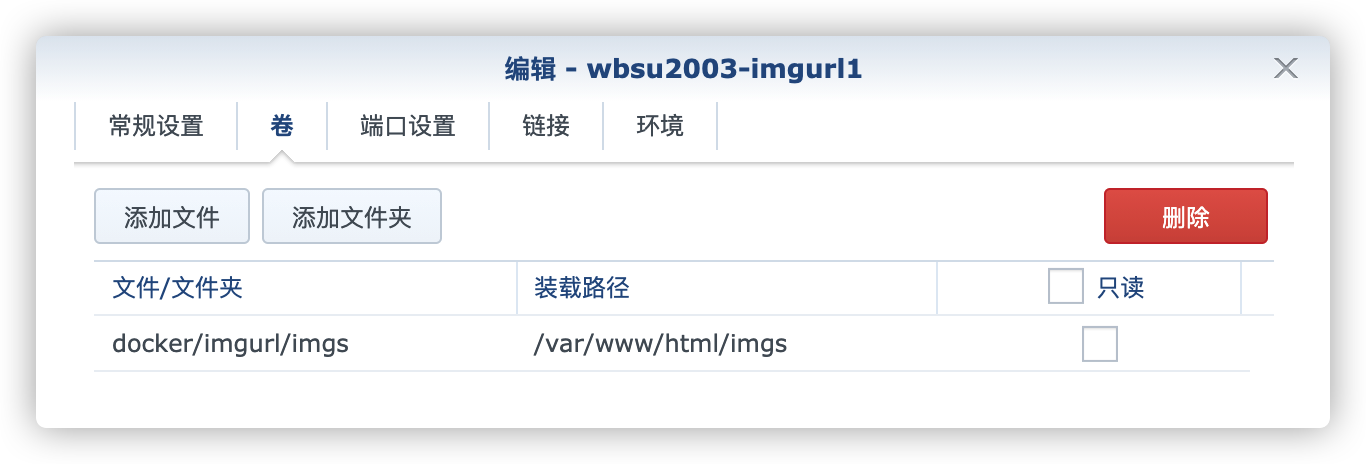 编辑 - wbsu2003-imgurl1
常规设置 卷 端口设置 链接 环境
添加文件 添加文件夹 删除
文件/文件夹 装载路径 只读
docker/imgurl/imgs /var/www/html/imgs